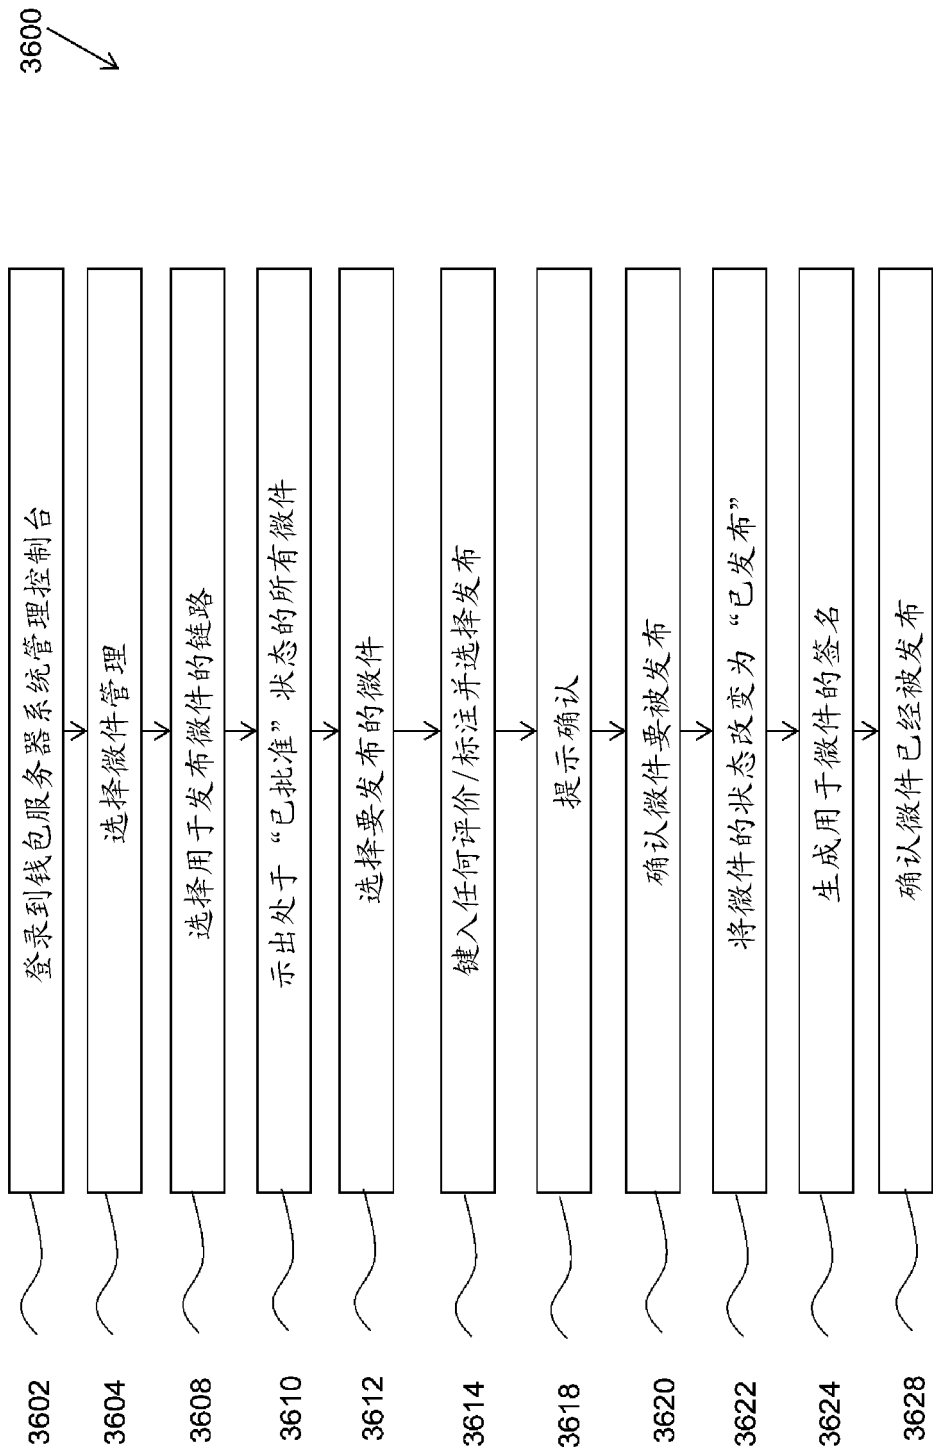 3600
3602 登录到钱包服务器系统管理控制台
3604 选择微件管理
3608 选择用于发布微件的链路
3610 示出处于“已批准”状态的所有微件
3612 选择要发布的微件
3614 键入任何评价/标注并选择发布
3618 提示确认
3620 确认微件要被发布
3622 将微件的状态改变为“已发布”
3624 生成用于微件的签名
3628 确认微件已经被发布